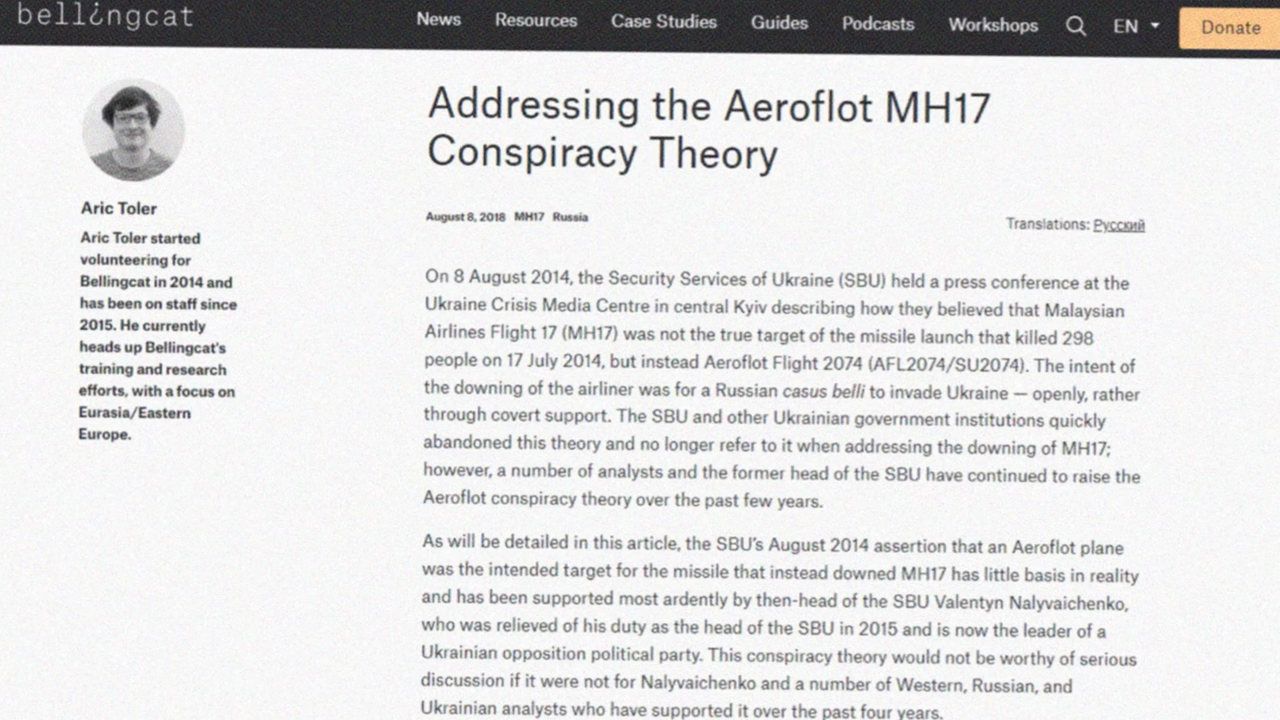 bellingcat
News Resources Case Studies Guides Podcasts Workshops EN Donate
Aric Toler
Aric Toler started
volunteering for
Bellingcat in 2014 and
has been on staff since
2015. He currently
heads up Bellingcat's
training and research
efforts, with a focus on
Eurasia/Eastern
Europe.
Addressing the Aeroflot MH17
Conspiracy Theory
August 8, 2018 MH17 Russia
Translations: Русский
On 8 August 2014, the Security Services of Ukraine (SBU) held a press conference at the
Ukraine Crisis Media Centre in central Kyiv describing how they believed that Malaysian
Airlines Flight 17 (MH17) was not the true target of the missile launch that killed 298
people on 17 July 2014, but instead Aeroflot Flight 2074 (AFL2074/SU2074). The intent of
the downing of the airliner was for a Russian casus belli to invade Ukraine — openly, rather
through covert support. The SBU and other Ukrainian government institutions quickly
abandoned this theory and no longer refer to it when addressing the downing of MH17;
however, a number of analysts and the former head of the SBU have continued to raise the
Aeroflot conspiracy theory over the past few years.
As will be detailed in this article, the SBU's August 2014 assertion that an Aeroflot plane
was the intended target for the missile that instead downed MH17 has little basis in reality
and has been supported most ardently by then-head of the SBU Valentyn Nalyvaichenko,
who was relieved of his duty as the head of the SBU in 2015 and is now the leader of a
Ukrainian opposition political party. This conspiracy theory would not be worthy of serious
discussion if it were not for Nalyvaichenko and a number of Western, Russian, and
Ukrainian analysts who have supported it over the past four years.